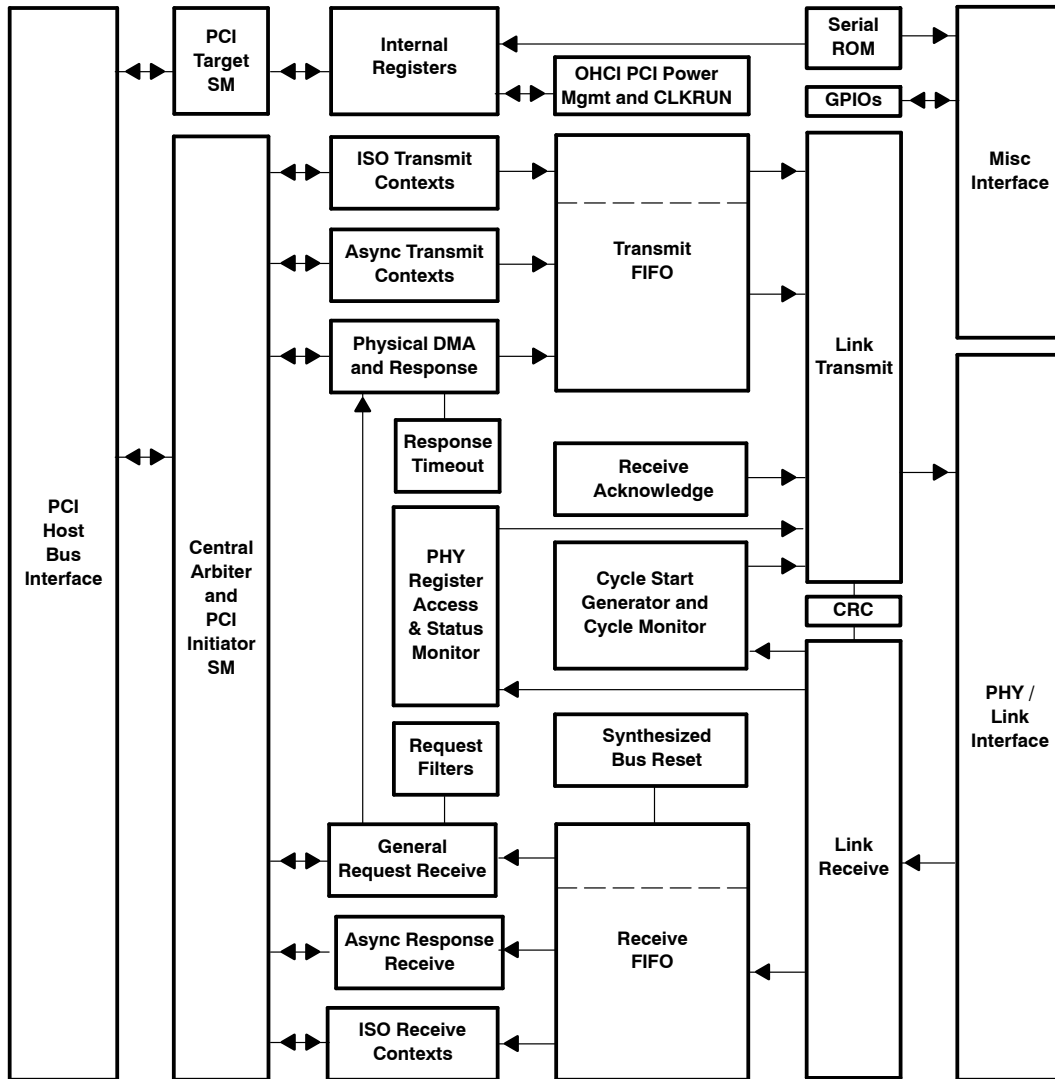 PCI
Target
SM
Internal
Registers
Serial
ROM
OHCI PCI Power
Mgmt and CLKRUN
GPIOs
ISO Transmit
Contexts
Misc
Interface
Async Transmit
Contexts
Transmit
FIFO
Physical DMA
and Response
Link
Transmit
Response
Timeout
Receive
Acknowledge
PCI
Host
Bus
Interface
Central
Arbiter
and
PCI
Initiator
SM
PHY
Register
Access
& Status
Monitor
Cycle Start
Generator and
Cycle Monitor
CRC
PHY /
Link
Interface
Request
Filters
Synthesized
Bus Reset
General
Request Receive
Link
Receive
Async Response
Receive
Receive
FIFO
ISO Receive
Contexts